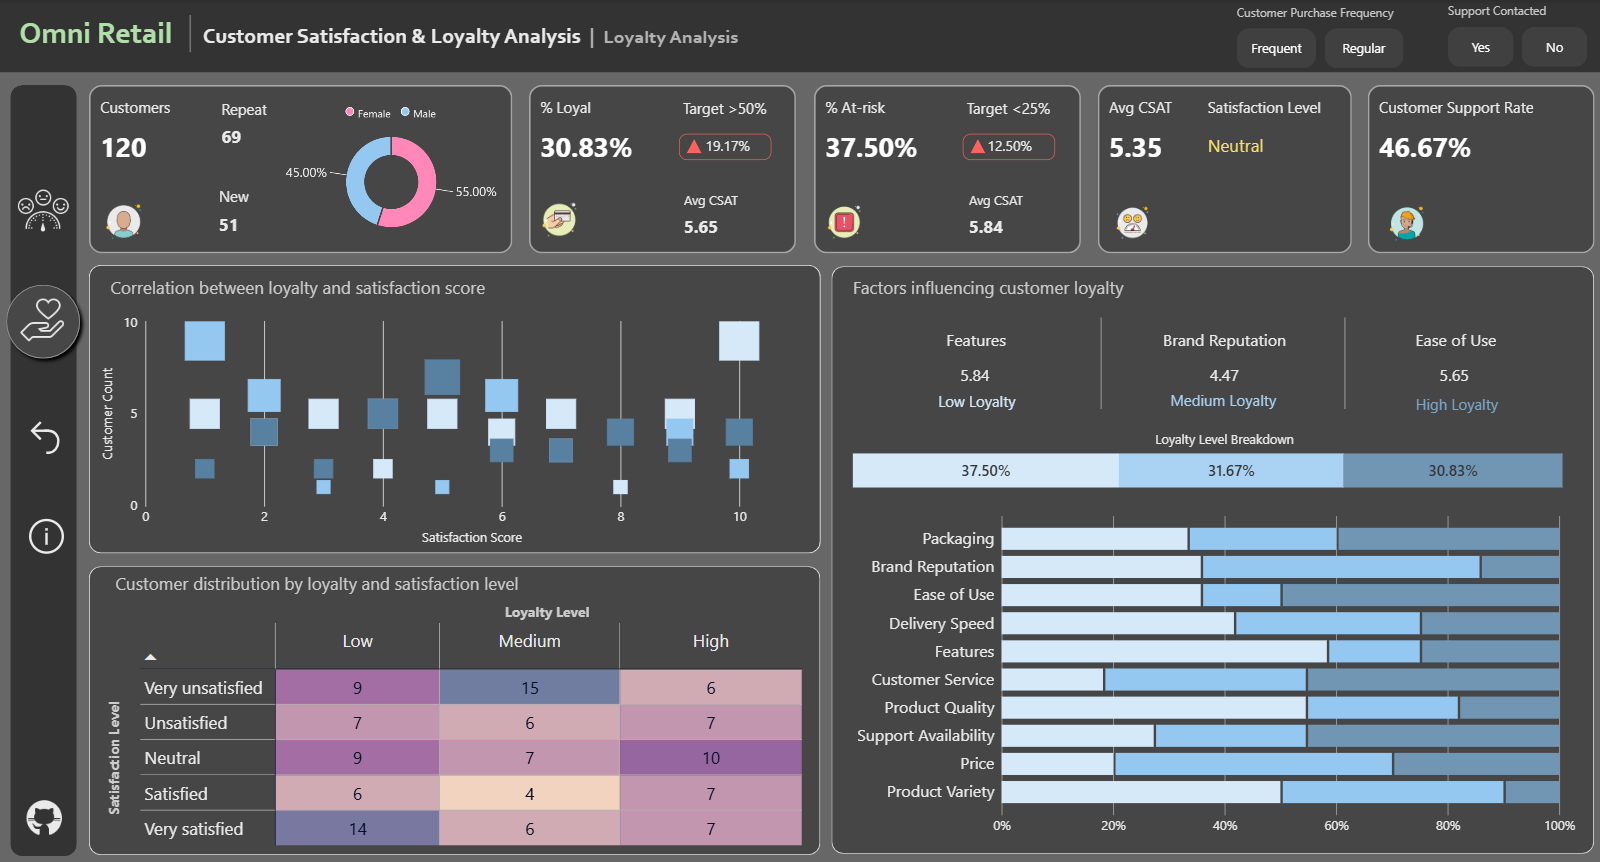 Omni Retail
Customer Satisfaction & Loyalty Analysis | Loyalty Analysis
Customer Purchase Frequency
Frequent Regular
Support Contacted
Yes No
Customers
120
Repeat
69
New
51
Female Male
45.00%
55.00%
% Loyal
30.83%
Target >50%
19.17%
Avg CSAT
5.65
% At-risk
37.50%
Target <25%
12.50%
Avg CSAT
5.84
Avg CSAT
5.35
Satisfaction Level
Neutral
Customer Support Rate
46.67%
Correlation between loyalty and satisfaction score
Customer Count
10
5
0
0 2 4 6 8 10
Satisfaction Score
Customer distribution by loyalty and satisfaction level
Loyalty Level
Low Medium High
Satisfaction Level
Very unsatisfied 9 15 6
Unsatisfied 7 6 7
Neutral 9 7 10
Satisfied 6 4 7
Very satisfied 14 6 7
Factors influencing customer loyalty
Features
5.84
Low Loyalty
Brand Reputation
4.47
Medium Loyalty
Ease of Use
5.65
High Loyalty
Loyalty Level Breakdown
37.50% 31.67% 30.83%
Packaging
Brand Reputation
Ease of Use
Delivery Speed
Features
Customer Service
Product Quality
Support Availability
Price
Product Variety
0% 20% 40% 60% 80% 100%